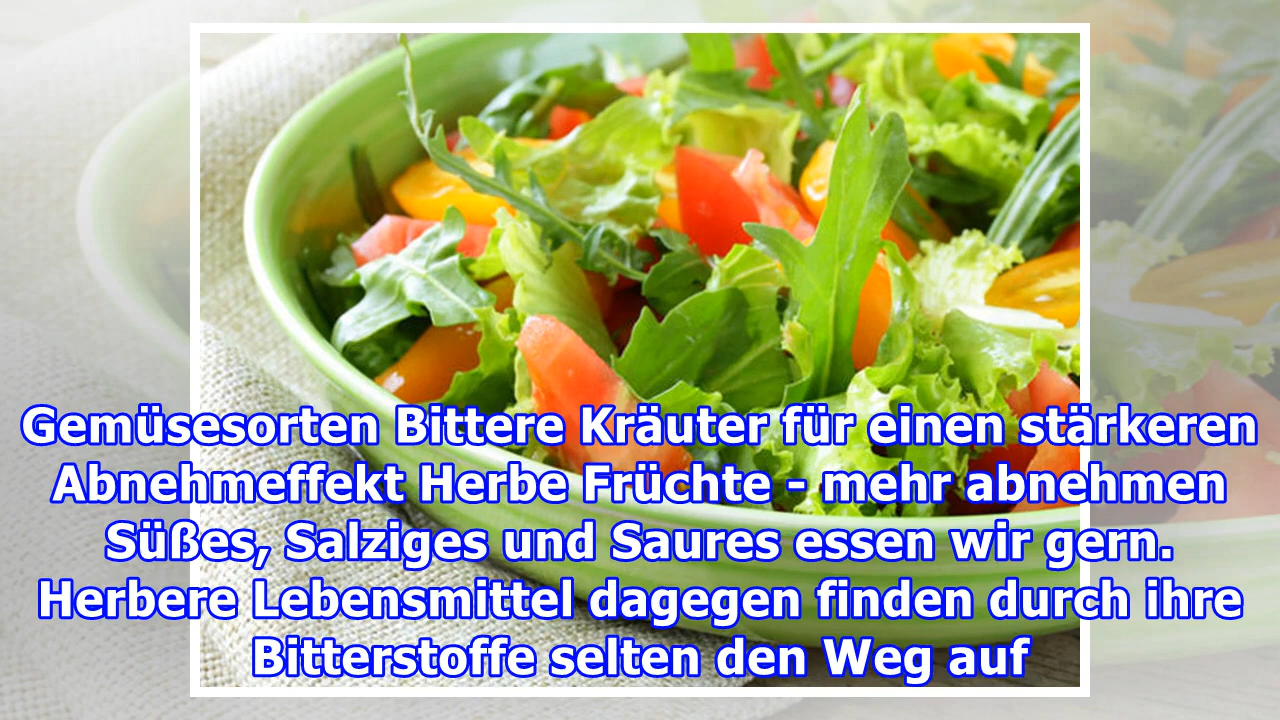 Gemüsesorten Bittere Kräuter für einen stärkeren
Abnehmeffekt Herbe Früchte - mehr abnehmen
Süßes, Salziges und Saures essen wir gern.
Herbere Lebensmittel dagegen finden durch ihre
Bitterstoffe selten den Weg auf